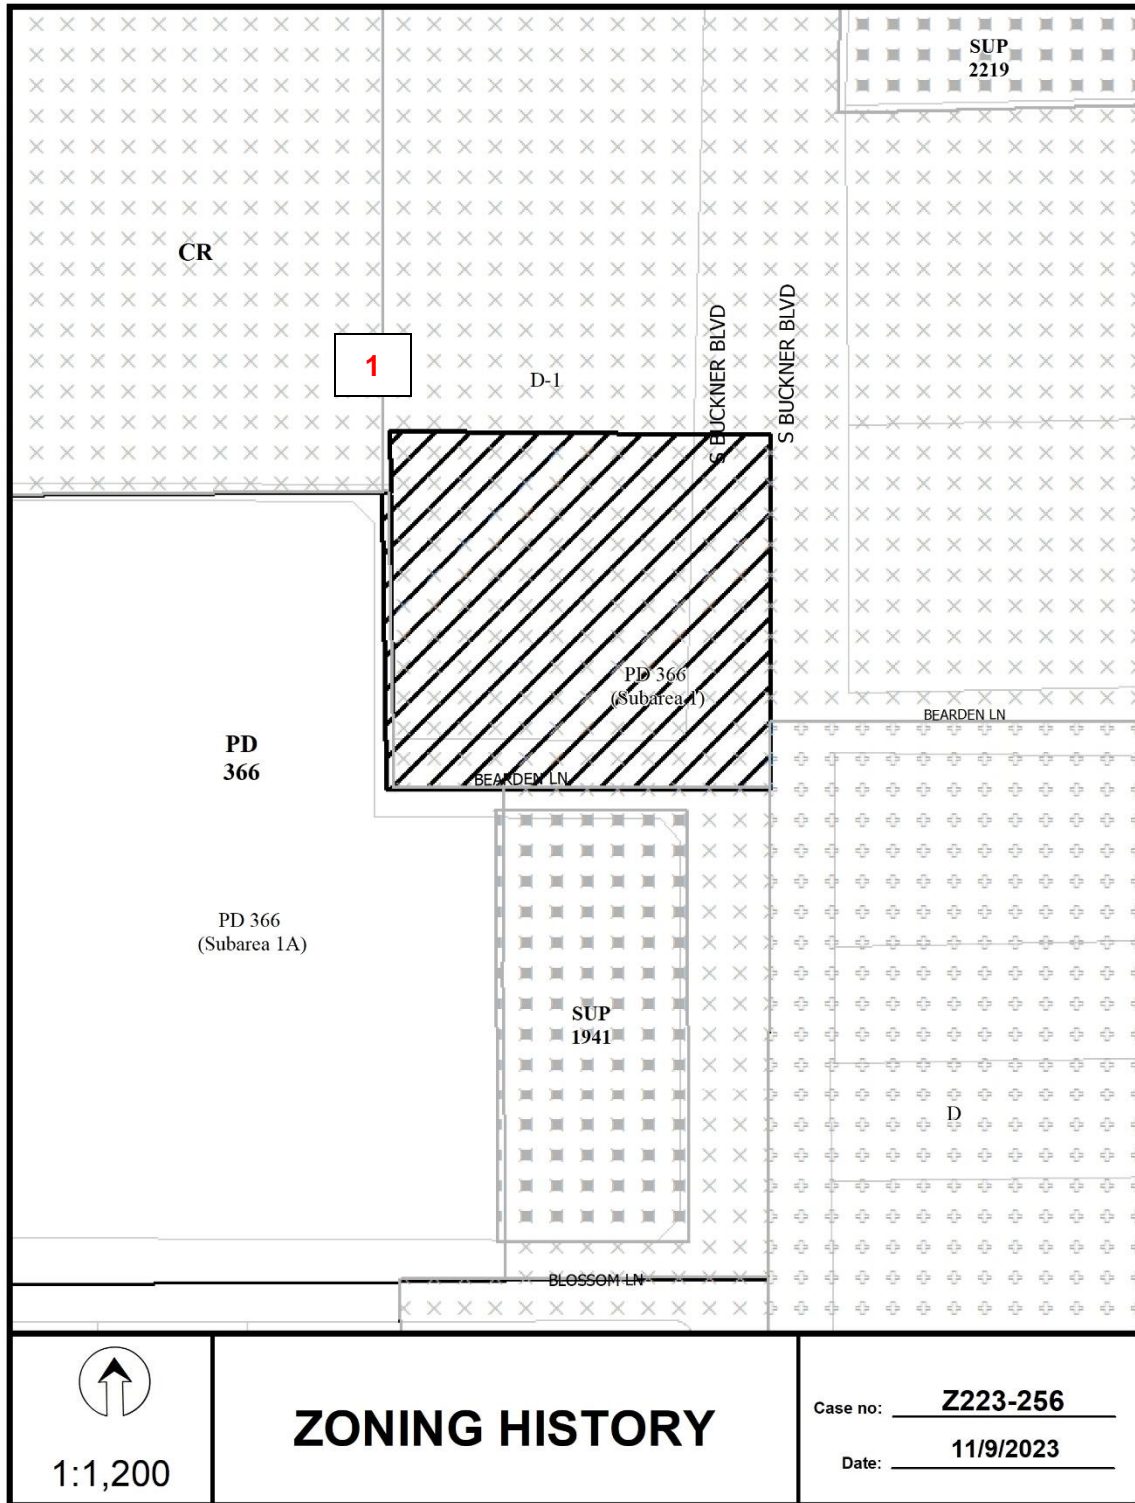 SUP
2219
CR
S BUCKNER BLVD
S BUCKNER BLVD
1
D-1
PD 366
(Subarea 1)
BEARDEN LN
PD
366
BEARDEN LN
PD 366
(Subarea 1A)
SUP
1941
D
BLOSSOM LN
1:1,200
ZONING HISTORY
Case no: Z223-256
Date: 11/9/2023